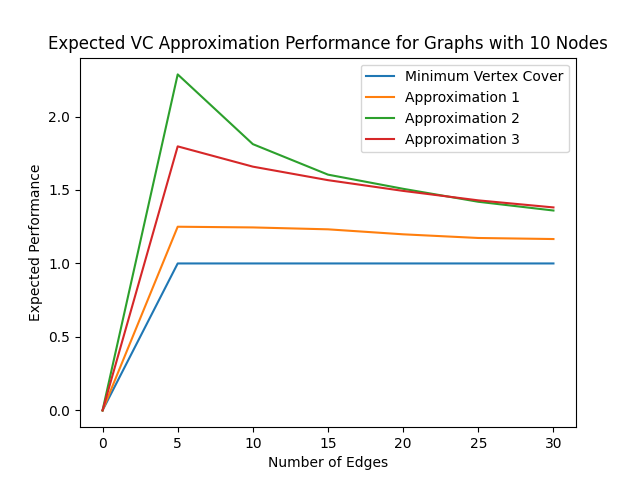 Expected VC Approximation Performance for Graphs with 10 Nodes
Minimum Vertex Cover
Approximation 1
Approximation 2
Approximation 3
Expected Performance
2.0
1.5
1.0
0.5
0.0
0 5 10 15 20 25 30
Number of Edges